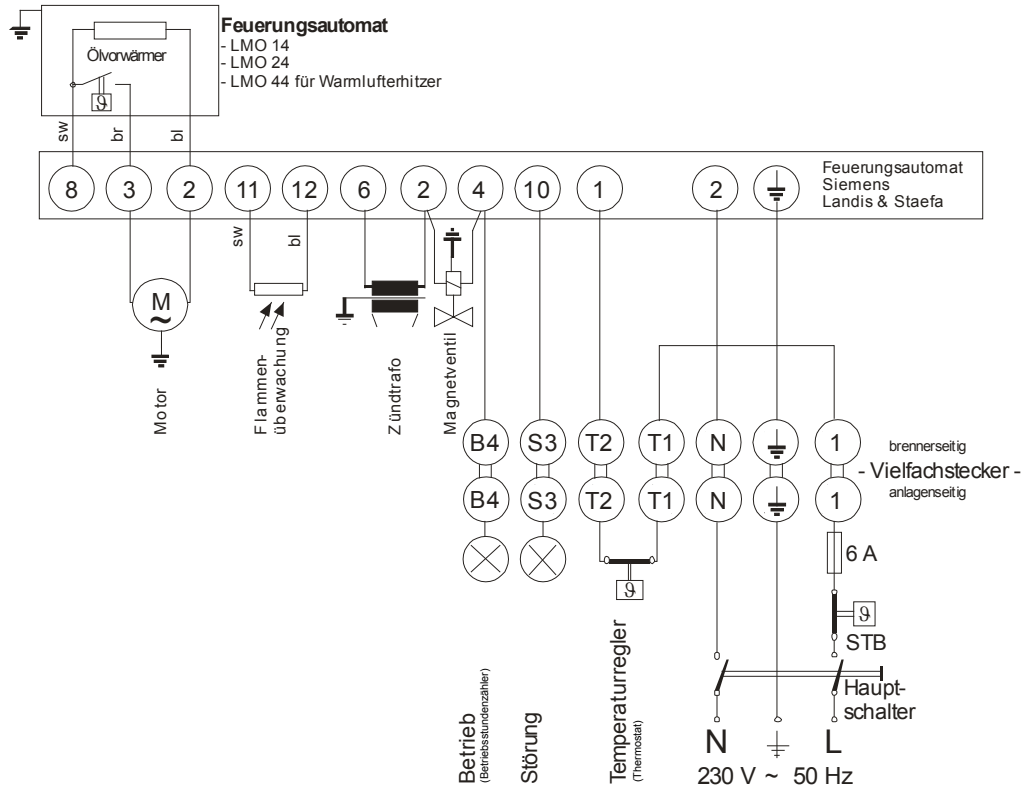 Feuerungsautomat
- LMO 14
- LMO 24
- LMO 44 für Warmlufterhitzer
Ölvorwärmer
ϑ
sw
br
bl
8
3
2
11
12
6
2
4
10
1
2
Feuerungsautomat
Siemens
Landis & Staefa
sw
bl
M
~
Motor
Flammen-
überwachung
Zündtrafo
Magnetventil
B4
S3
T2
T1
N
1
brennerseitig
- Vielfachstecker -
anlagenseitig
B4
S3
T2
T1
N
1
6 A
ϑ
ϑ
STB
Haupt-
schalter
Betrieb
(Betriebsstundenzähler)
Störung
Temperaturregler
(Thermostat)
N
L
230 V ~ 50 Hz